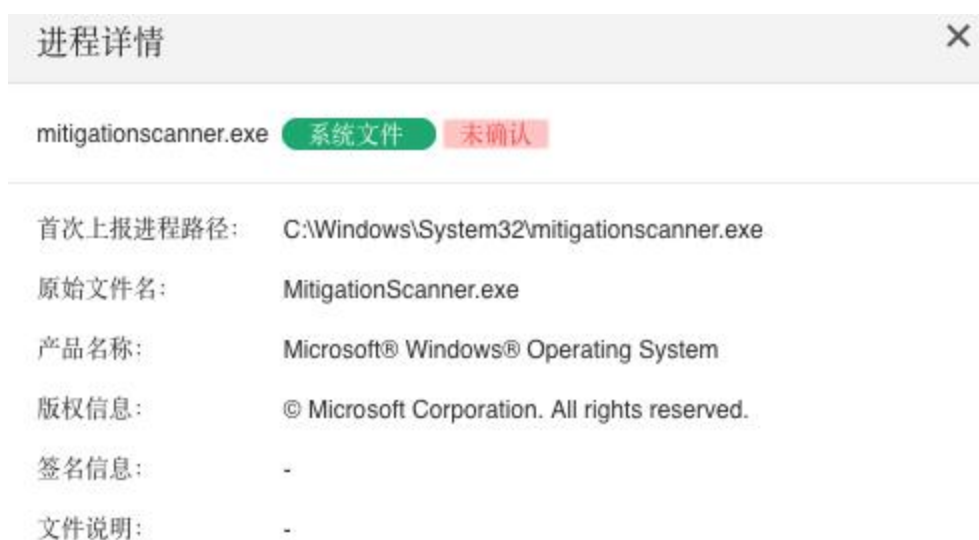 进程详情
mitigationscanner.exe 系统文件 未确认
首次上报进程路径: C:\Windows\System32\mitigationscanner.exe
原始文件名: MitigationScanner.exe
产品名称: Microsoft® Windows® Operating System
版权信息: © Microsoft Corporation. All rights reserved.
签名信息: -
文件说明: -